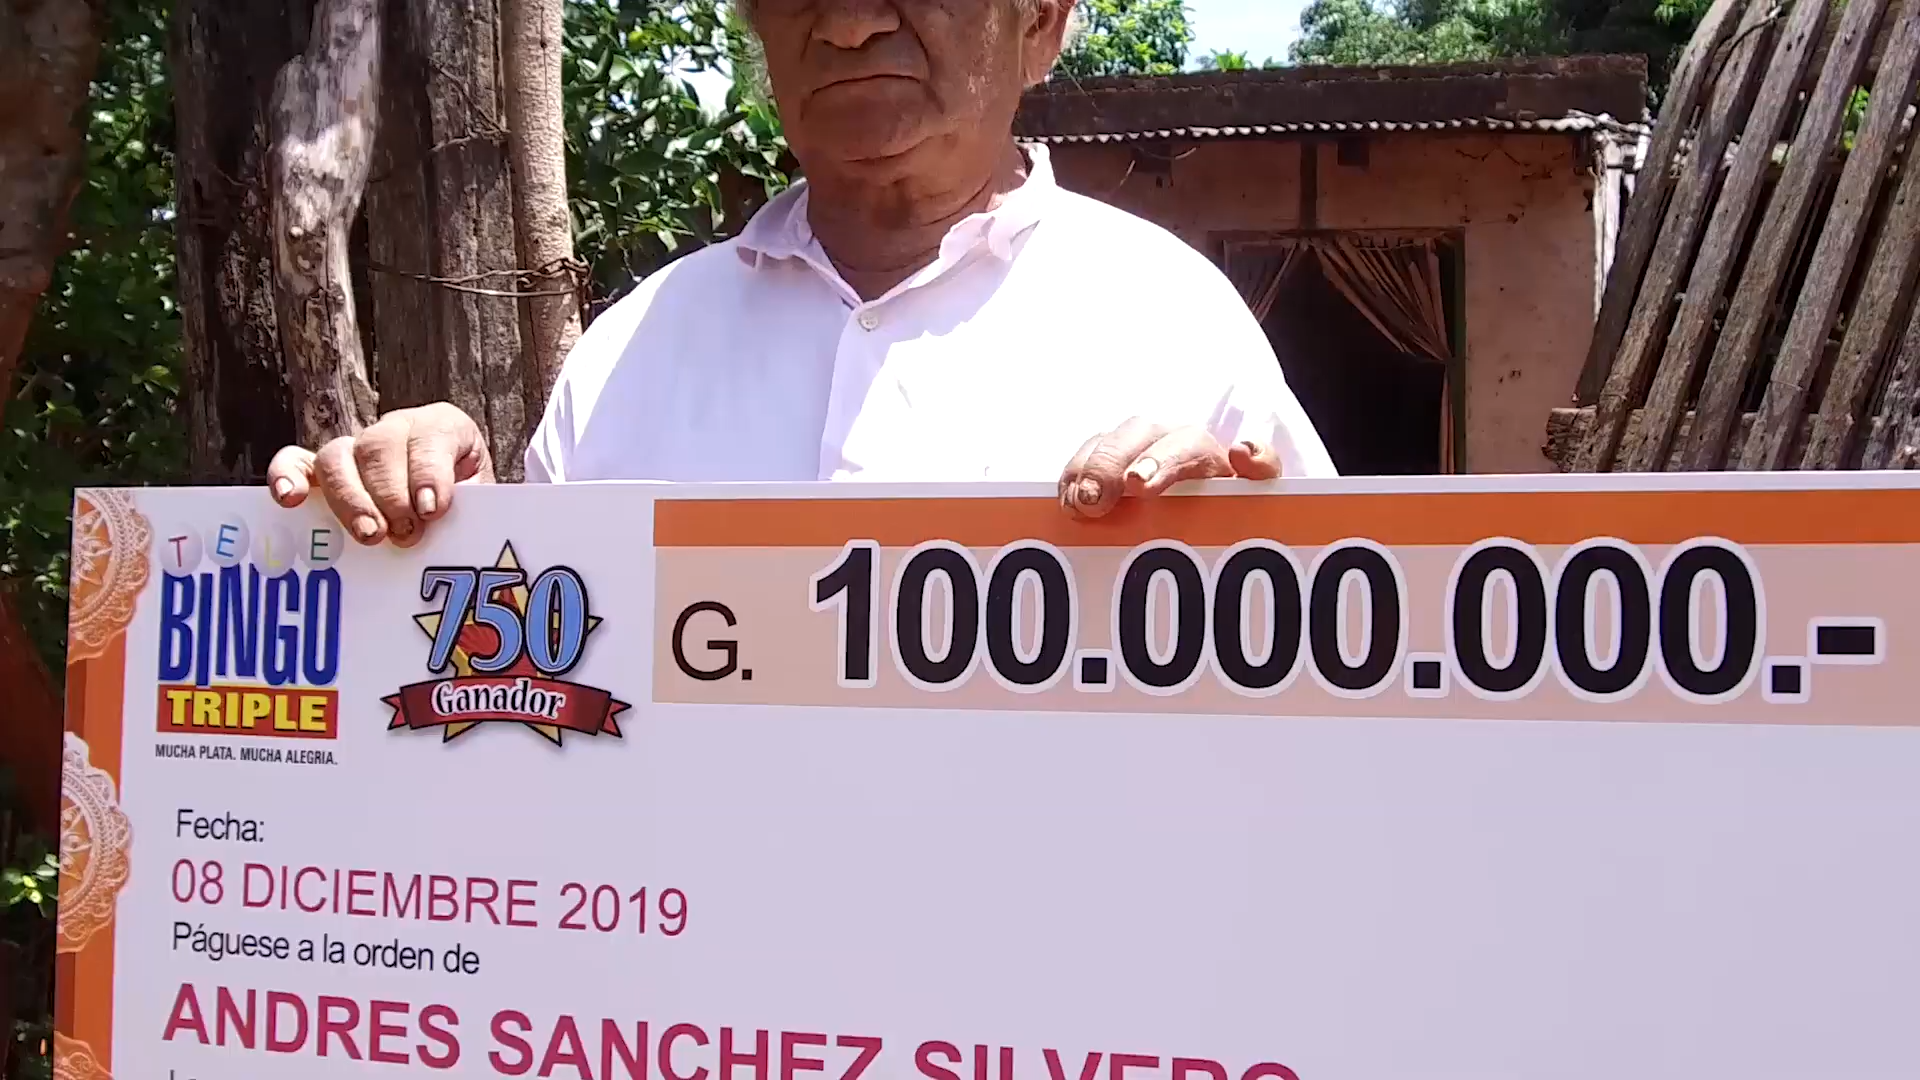 TELE
BINGO
TRIPLE
MUCHA PLATA. MUCHA ALEGRIA.
750
Ganador
G. 100.000.000.-
Fecha:
08 DICIEMBRE 2019
Páguese a la orden de
ANDRES SANCHEZ SILVERO